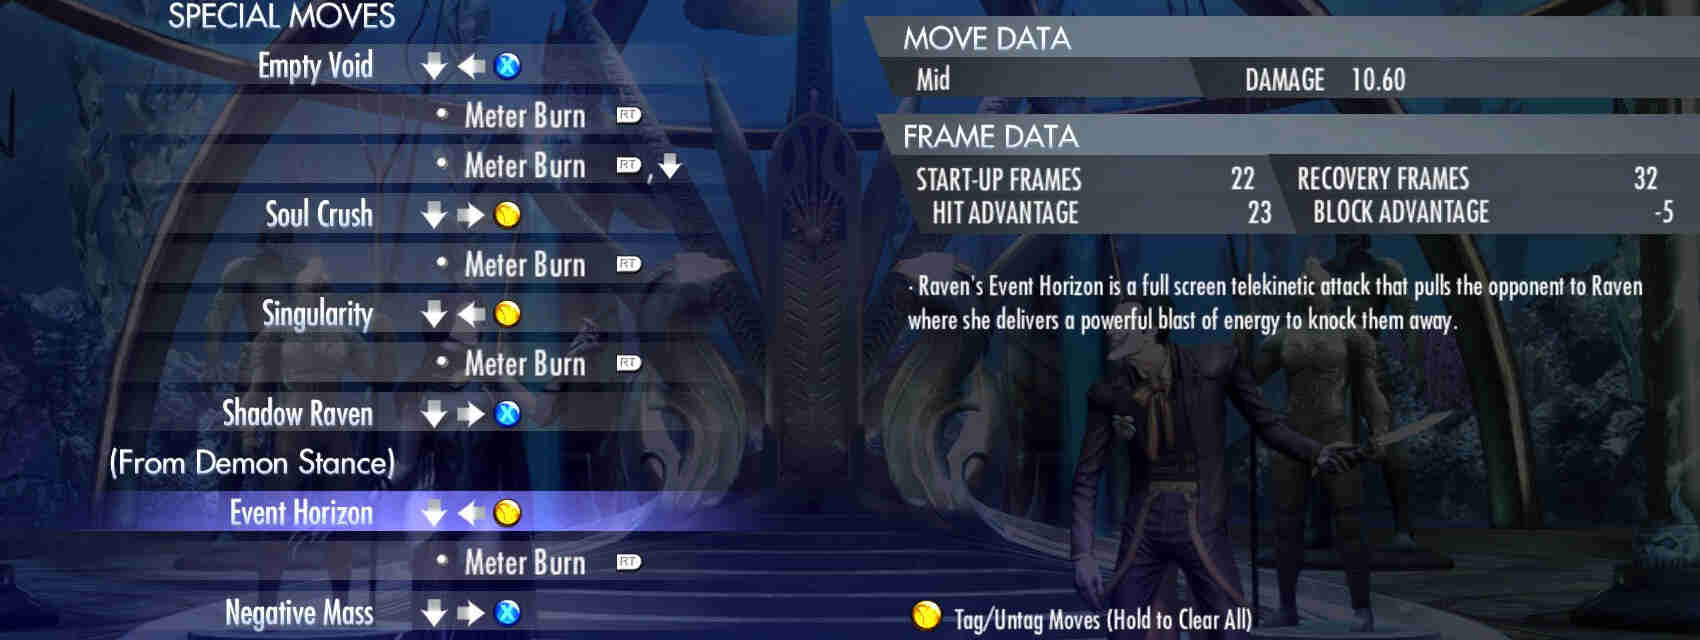 SPECIAL MOVES
Empty Void X
• Meter Burn RT
• Meter Burn RT,
Soul Crush Y
• Meter Burn RT
Singularity Y
• Meter Burn RT
Shadow Raven X
(From Demon Stance)
Event Horizon Y
• Meter Burn RT
Negative Mass X
MOVE DATA
Mid DAMAGE 10.60
FRAME DATA
START-UP FRAMES 22 RECOVERY FRAMES 32
HIT ADVANTAGE 23 BLOCK ADVANTAGE -5
· Raven's Event Horizon is a full screen telekinetic attack that pulls the opponent to Raven
where she delivers a powerful blast of energy to knock them away.
Y Tag/Untag Moves (Hold to Clear All)